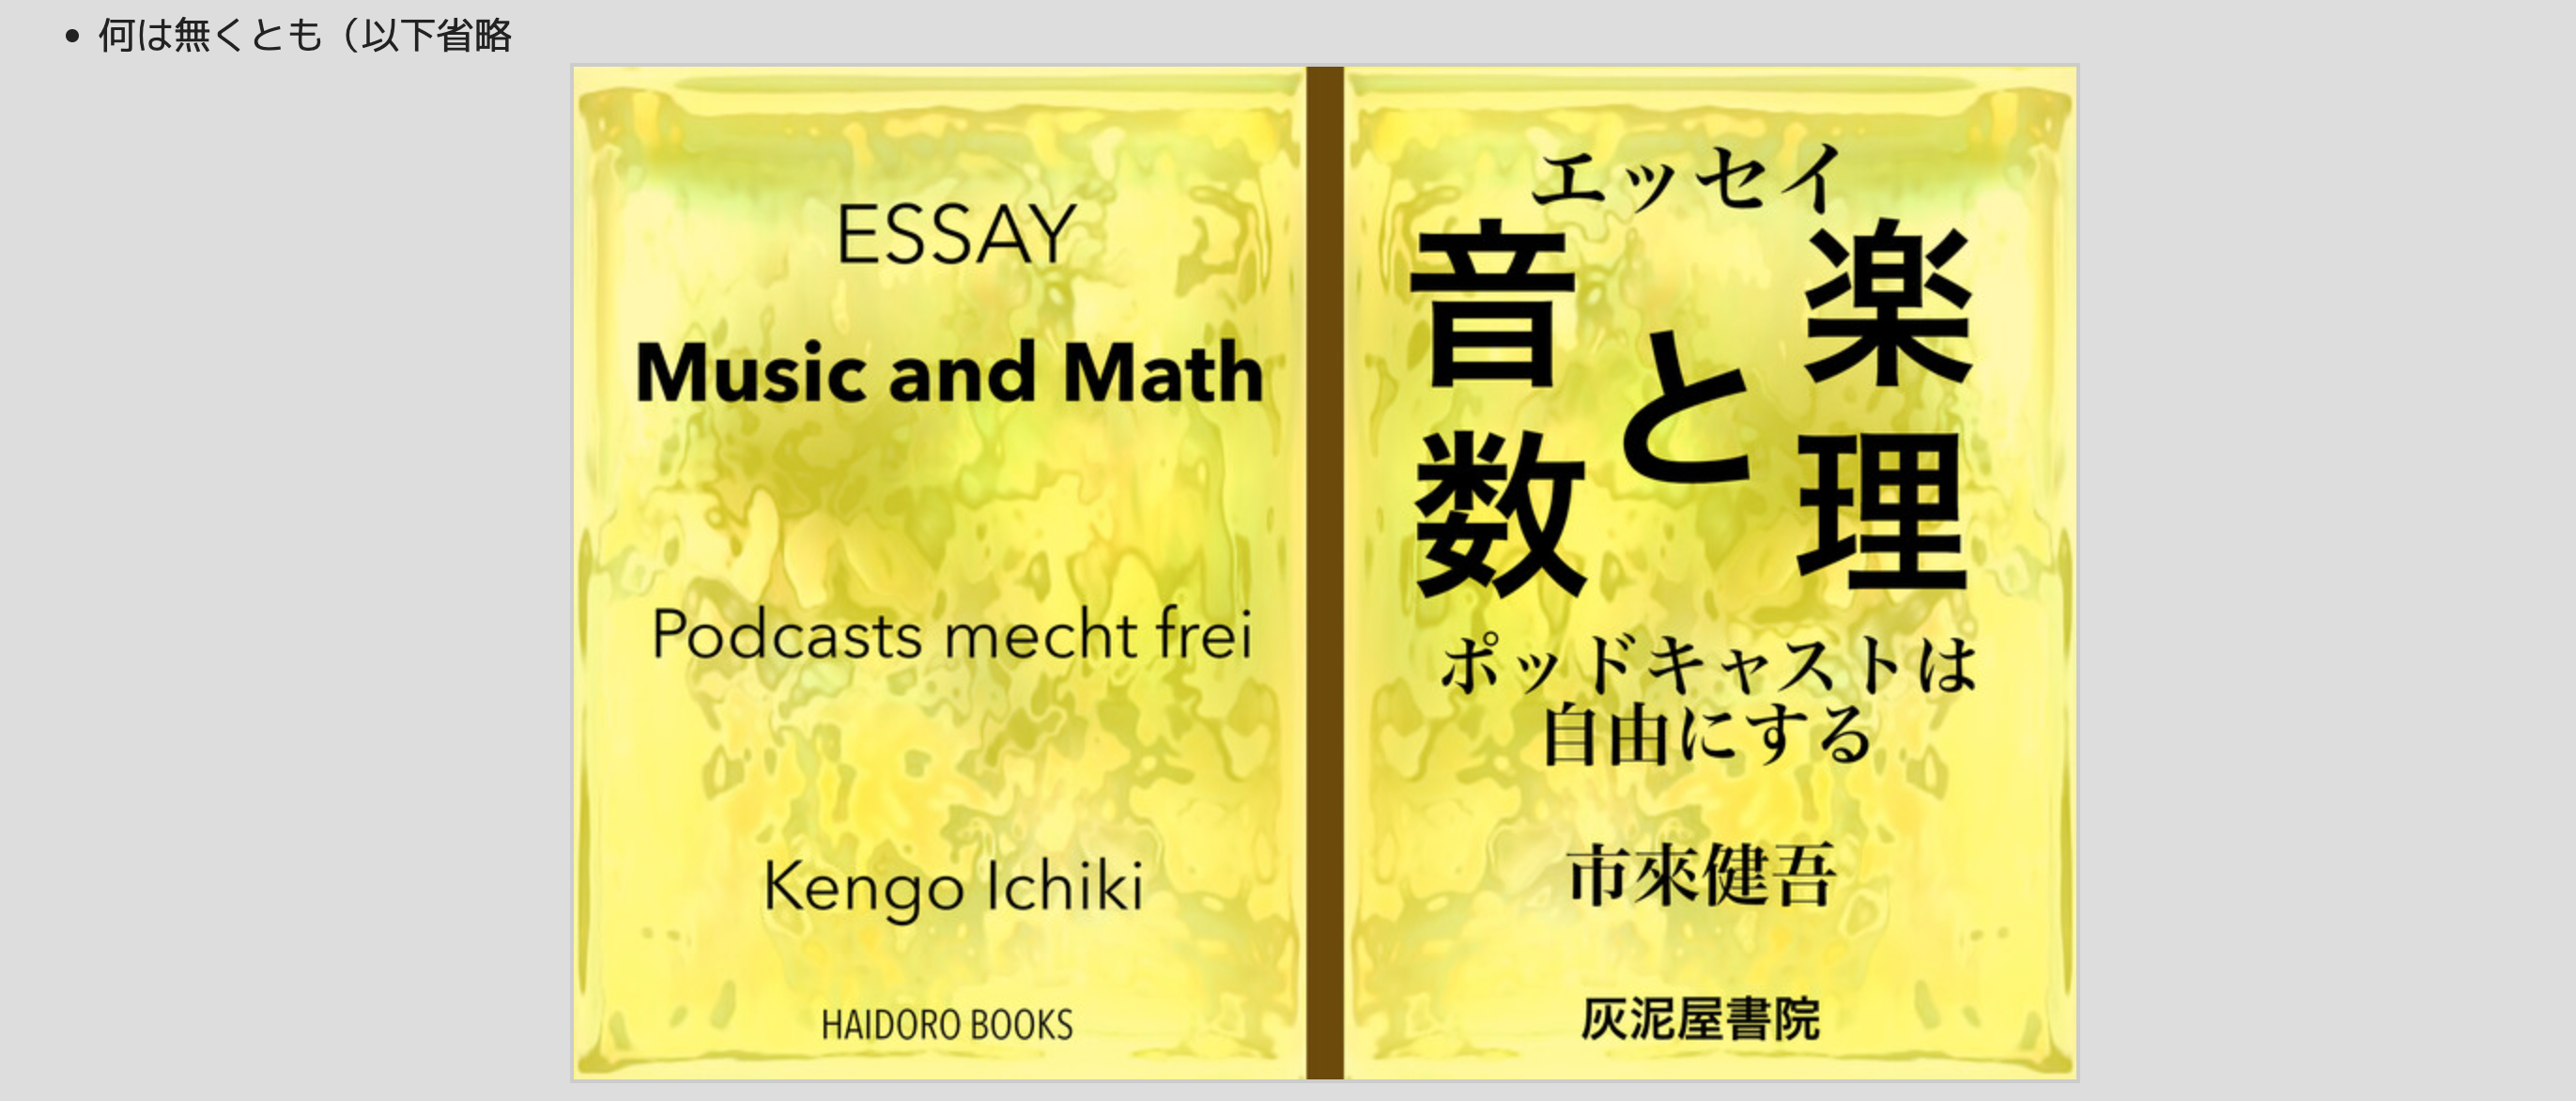 何は無くとも（以下省略
ESSAY
Music and Math
Podcasts mecht frei
Kengo Ichiki
HAIDORO BOOKS
エッセイ
音楽
と
数理
ポッドキャストは
自由にする
市來健吾
灰泥屋書院